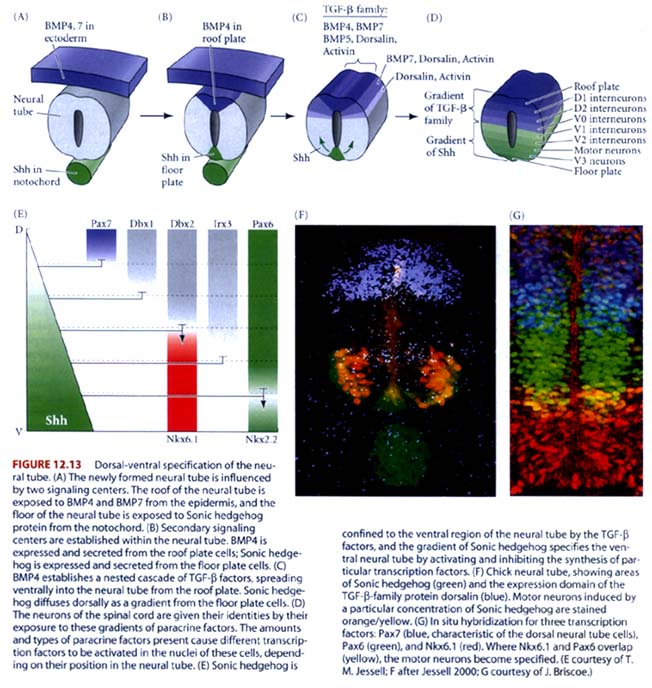 (A)
BMP4, 7 in
ectoderm
Neural
tube
Shh in
notochord
(B)
BMP4 in
roof plate
Shh in
floor
plate
(C)
TGF-β family:
BMP4, BMP7
BMP5, Dorsalin,
Activin
BMP7, Dorsalin, Activin
Dorsalin, Activin
Shh
(D)
Gradient
of TGF-β
family
Gradient
of Shh
Roof plate
D1 interneurons
D2 interneurons
V0 interneurons
V1 interneurons
V2 interneurons
Motor neurons
V3 neurons
Floor plate
(E)
Pax7 Dbx1 Dbx2 Irx3 Pax6
D
Shh
V
Nkx6.1 Nkx2.2
(F)
(G)
FIGURE 12.13 Dorsal-ventral specification of the neu-
ral tube. (A) The newly formed neural tube is influenced
by two signaling centers. The roof of the neural tube is
exposed to BMP4 and BMP7 from the epidermis, and the
floor of the neural tube is exposed to Sonic hedgehog
protein from the notochord. (B) Secondary signaling
centers are established within the neural tube. BMP4 is
expressed and secreted from the roof plate cells; Sonic hedge-
hog is expressed and secreted from the floor plate cells. (C)
BMP4 establishes a nested cascade of TGF-β factors, spreading
ventrally into the neural tube from the roof plate. Sonic hedge-
hog diffuses dorsally as a gradient from the floor plate cells. (D)
The neurons of the spinal cord are given their identities by their
exposure to these gradients of paracrine factors. The amounts
and types of paracrine factors present cause different transcrip-
tion factors to be activated in the nuclei of these cells, depend-
ing on their position in the neural tube. (E) Sonic hedgehog is
confined to the ventral region of the neural tube by the TGF-β
factors, and the gradient of Sonic hedgehog specifies the ven-
tral neural tube by activating and inhibiting the synthesis of par-
ticular transcription factors. (F) Chick neural tube, showing areas
of Sonic hedgehog (green) and the expression domain of the
TGF-β-family protein dorsalin (blue). Motor neurons induced by
a particular concentration of Sonic hedgehog are stained
orange/yellow. (G) In situ hybridization for three transcription
factors: Pax7 (blue, characteristic of the dorsal neural tube cells),
Pax6 (green), and Nkx6.1 (red). Where Nkx6.1 and Pax6 overlap
(yellow), the motor neurons become specified. (E courtesy of T.
M. Jessell; F after Jessell 2000; G courtesy of J. Briscoe.)